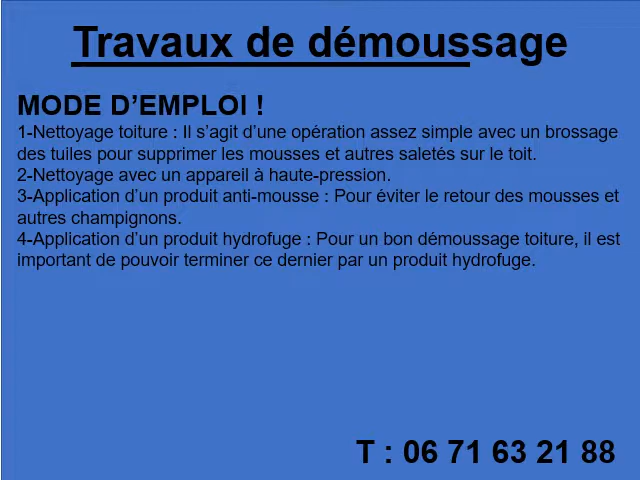 Travaux de démoussage
MODE D’EMPLOI !
1-Nettoyage toiture : Il s’agit d’une opération assez simple avec un brossage
des tuiles pour supprimer les mousses et autres saletés sur le toit.
2-Nettoyage avec un appareil à haute-pression.
3-Application d’un produit anti-mousse : Pour éviter le retour des mousses et
autres champignons.
4-Application d’un produit hydrofuge : Pour un bon démoussage toiture, il est
important de pouvoir terminer ce dernier par un produit hydrofuge.
T : 06 71 63 21 88